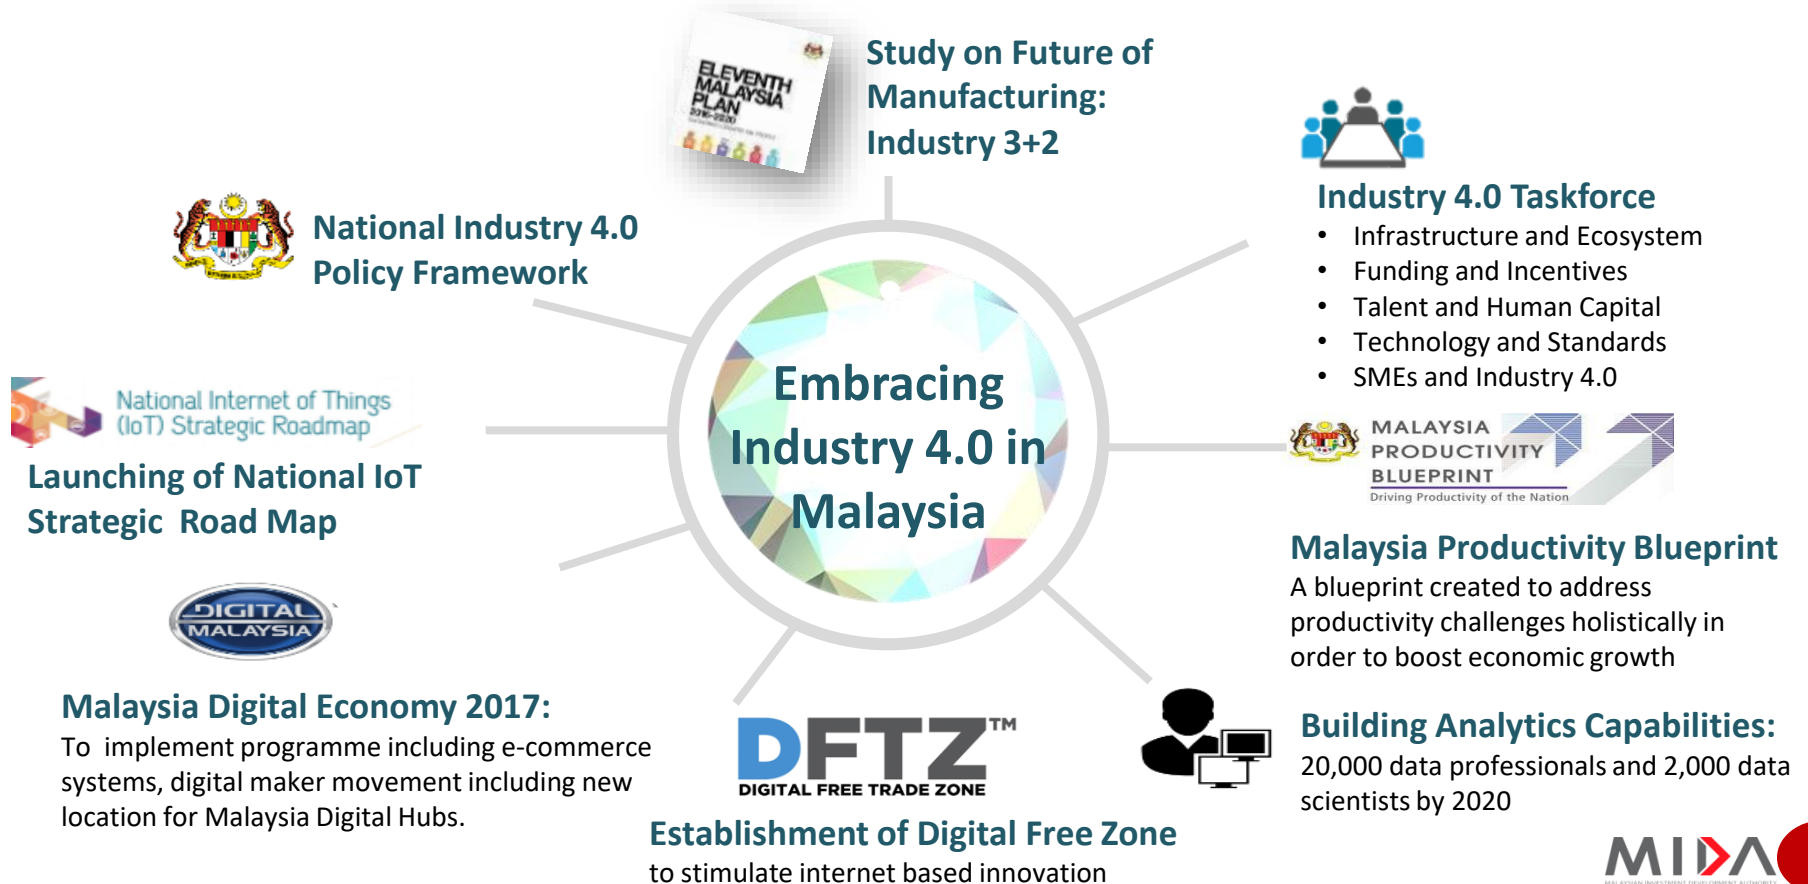 ELEVENTH
MALAYSIA
PLAN
2016-2020
Study on Future of
Manufacturing:
Industry 3+2
National Industry 4.0
Policy Framework
Industry 4.0 Taskforce
• Infrastructure and Ecosystem
• Funding and Incentives
• Talent and Human Capital
• Technology and Standards
• SMEs and Industry 4.0
National Internet of Things
(IoT) Strategic Roadmap
Launching of National IoT
Strategic Road Map
Embracing
Industry 4.0 in
Malaysia
MALAYSIA
PRODUCTIVITY
BLUEPRINT
Driving Productivity of the Nation
Malaysia Productivity Blueprint
A blueprint created to address
productivity challenges holistically in
order to boost economic growth
DIGITAL
MALAYSIA
Malaysia Digital Economy 2017:
To implement programme including e-commerce
systems, digital maker movement including new
location for Malaysia Digital Hubs.
DFTZ™
DIGITAL FREE TRADE ZONE
Establishment of Digital Free Zone
to stimulate internet based innovation
Building Analytics Capabilities:
20,000 data professionals and 2,000 data
scientists by 2020
MIDA
MALAYSIAN INVESTMENT DEVELOPMENT AUTHORITY